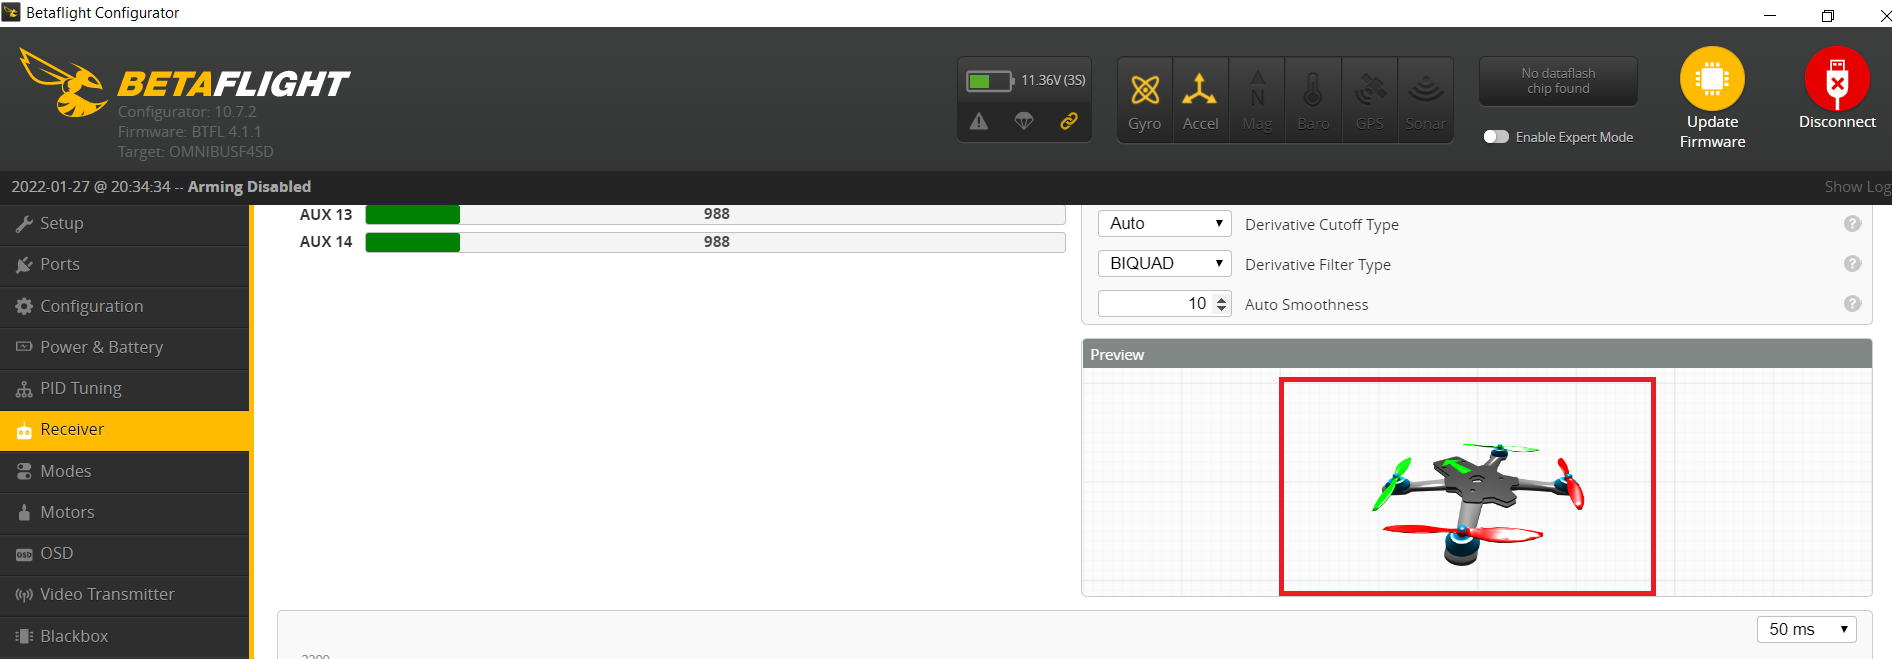 Betaflight Configurator
BETAFLIGHT
Configurator: 10.7.2
Firmware: BTFL 4.1.1
Target: OMNIBUSF4SD
11.36V (3S)
Gyro
Accel
N
Mag
Baro
GPS
Sonar
No dataflash
chip found
Enable Expert Mode
Update
Firmware
Disconnect
2022-01-27 @ 20:34:34 -- Arming Disabled
Show Log
Setup
Ports
Configuration
Power & Battery
PID Tuning
Receiver
Modes
Motors
OSD OSD
Video Transmitter
Blackbox
AUX 13 988
AUX 14 988
Auto Derivative Cutoff Type ?
BIQUAD Derivative Filter Type ?
10 Auto Smoothness ?
Preview
50 ms